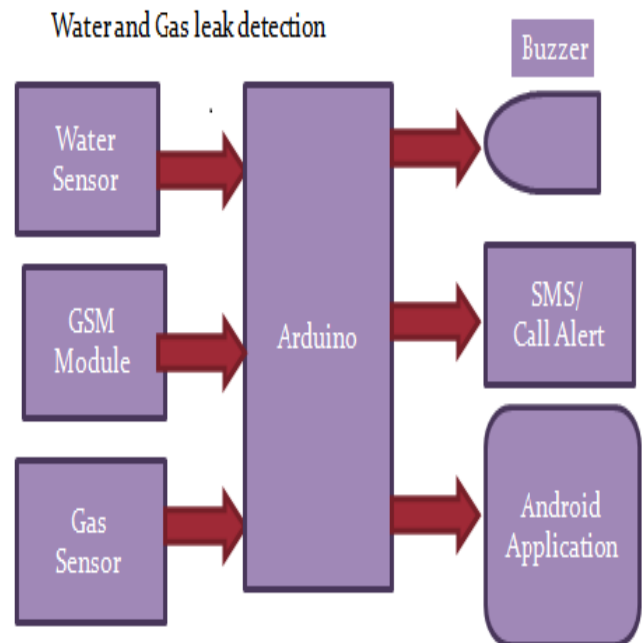 Water and Gas leak detection
Buzzer
Water
Sensor
GSM
Module
Gas
Sensor
Arduino
SMS/
Call Alert
Android
Application